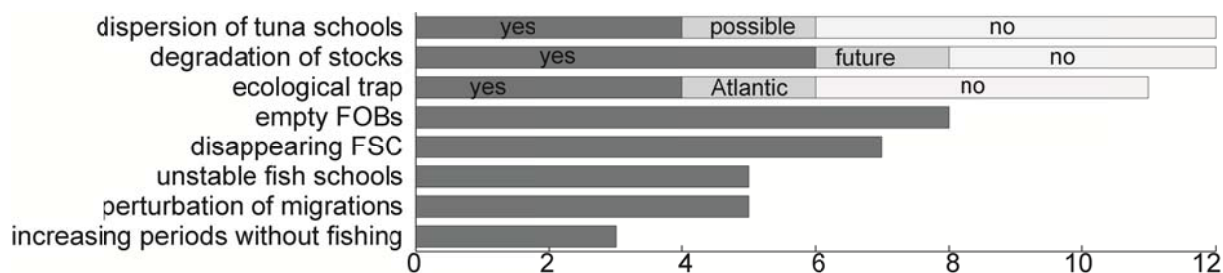 dispersion of tuna schools yes possible no
degradation of stocks yes future no
ecological trap yes Atlantic no
empty FOBs
disappearing FSC
unstable fish schools
perturbation of migrations
increasing periods without fishing
0 2 4 6 8 10 12